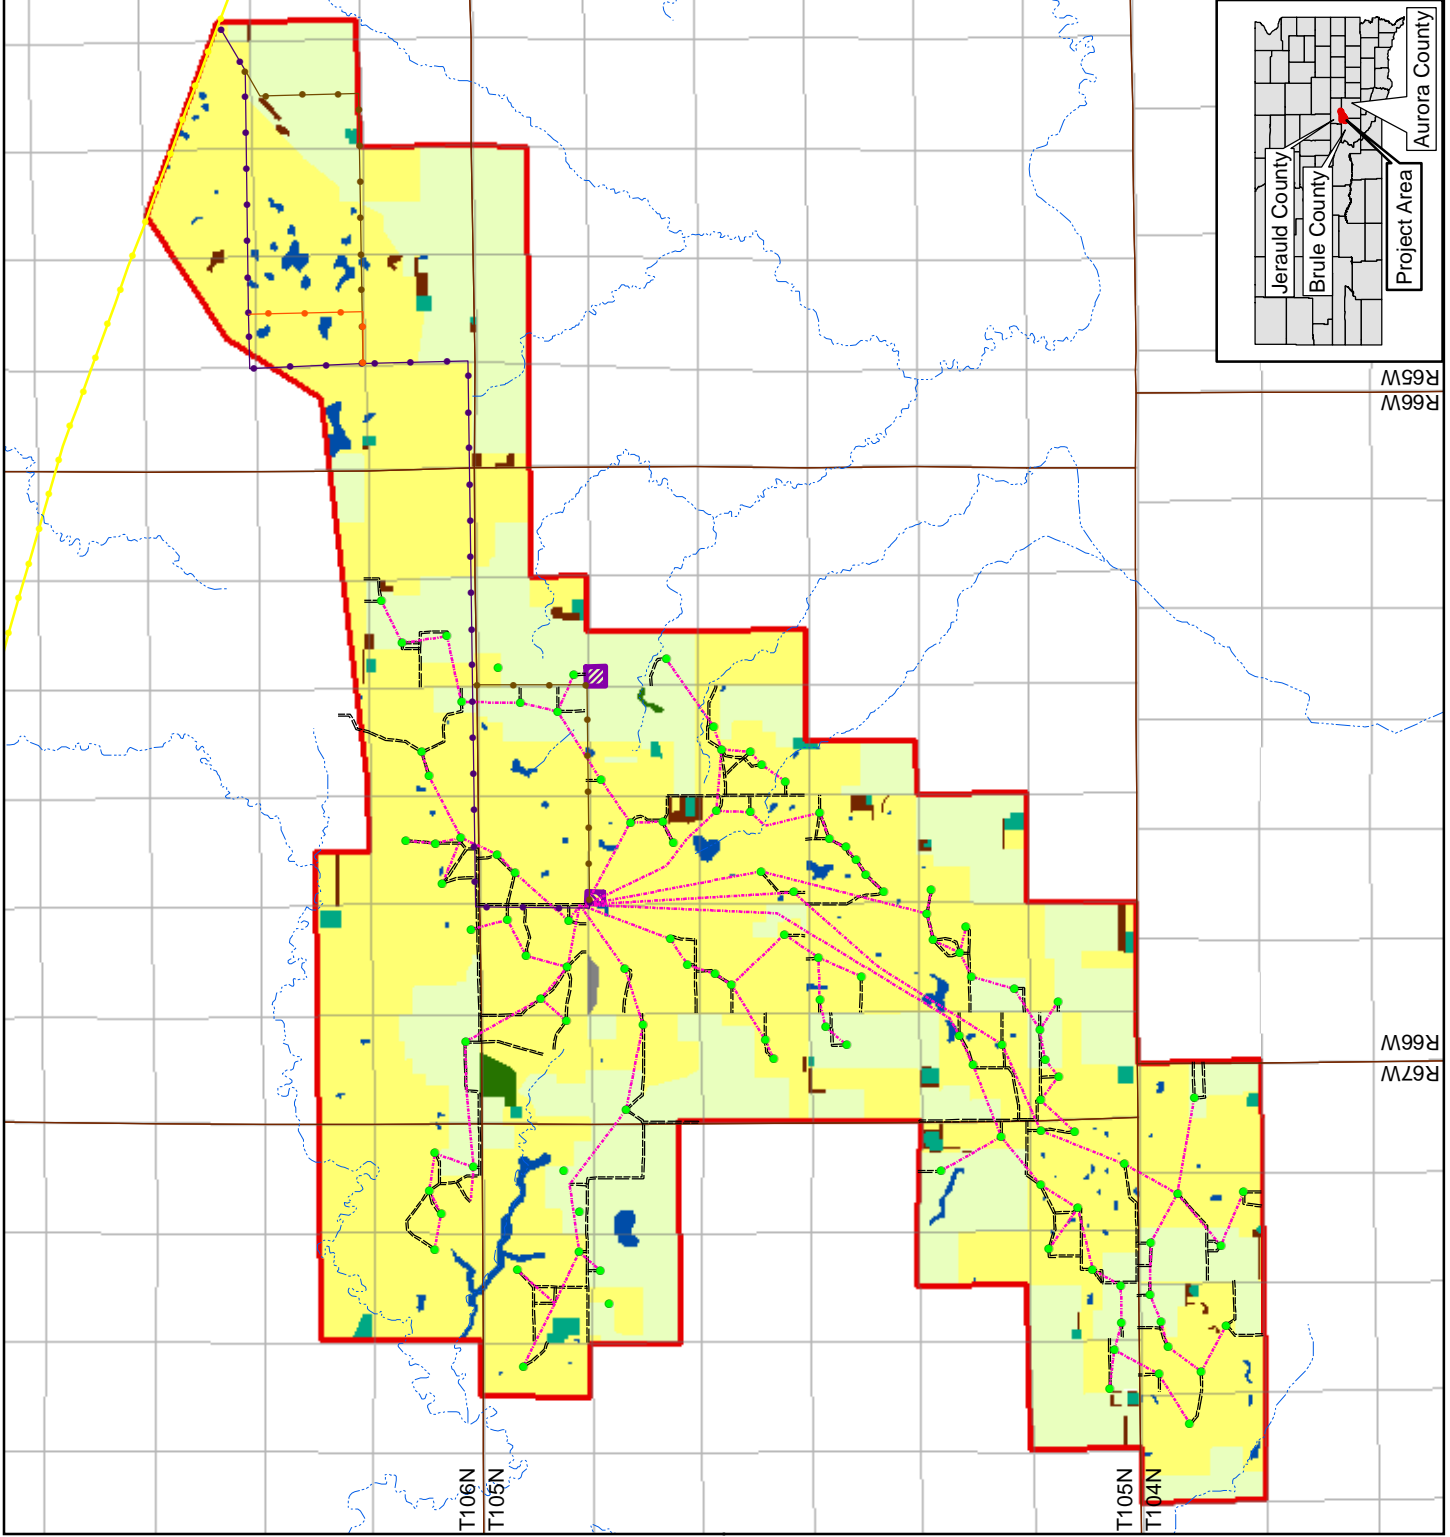 T106N
T105N
T105N
T104N
R67W
R66W
R66W
R65W
Jerauld County
Brule County
Project Area
Aurora County